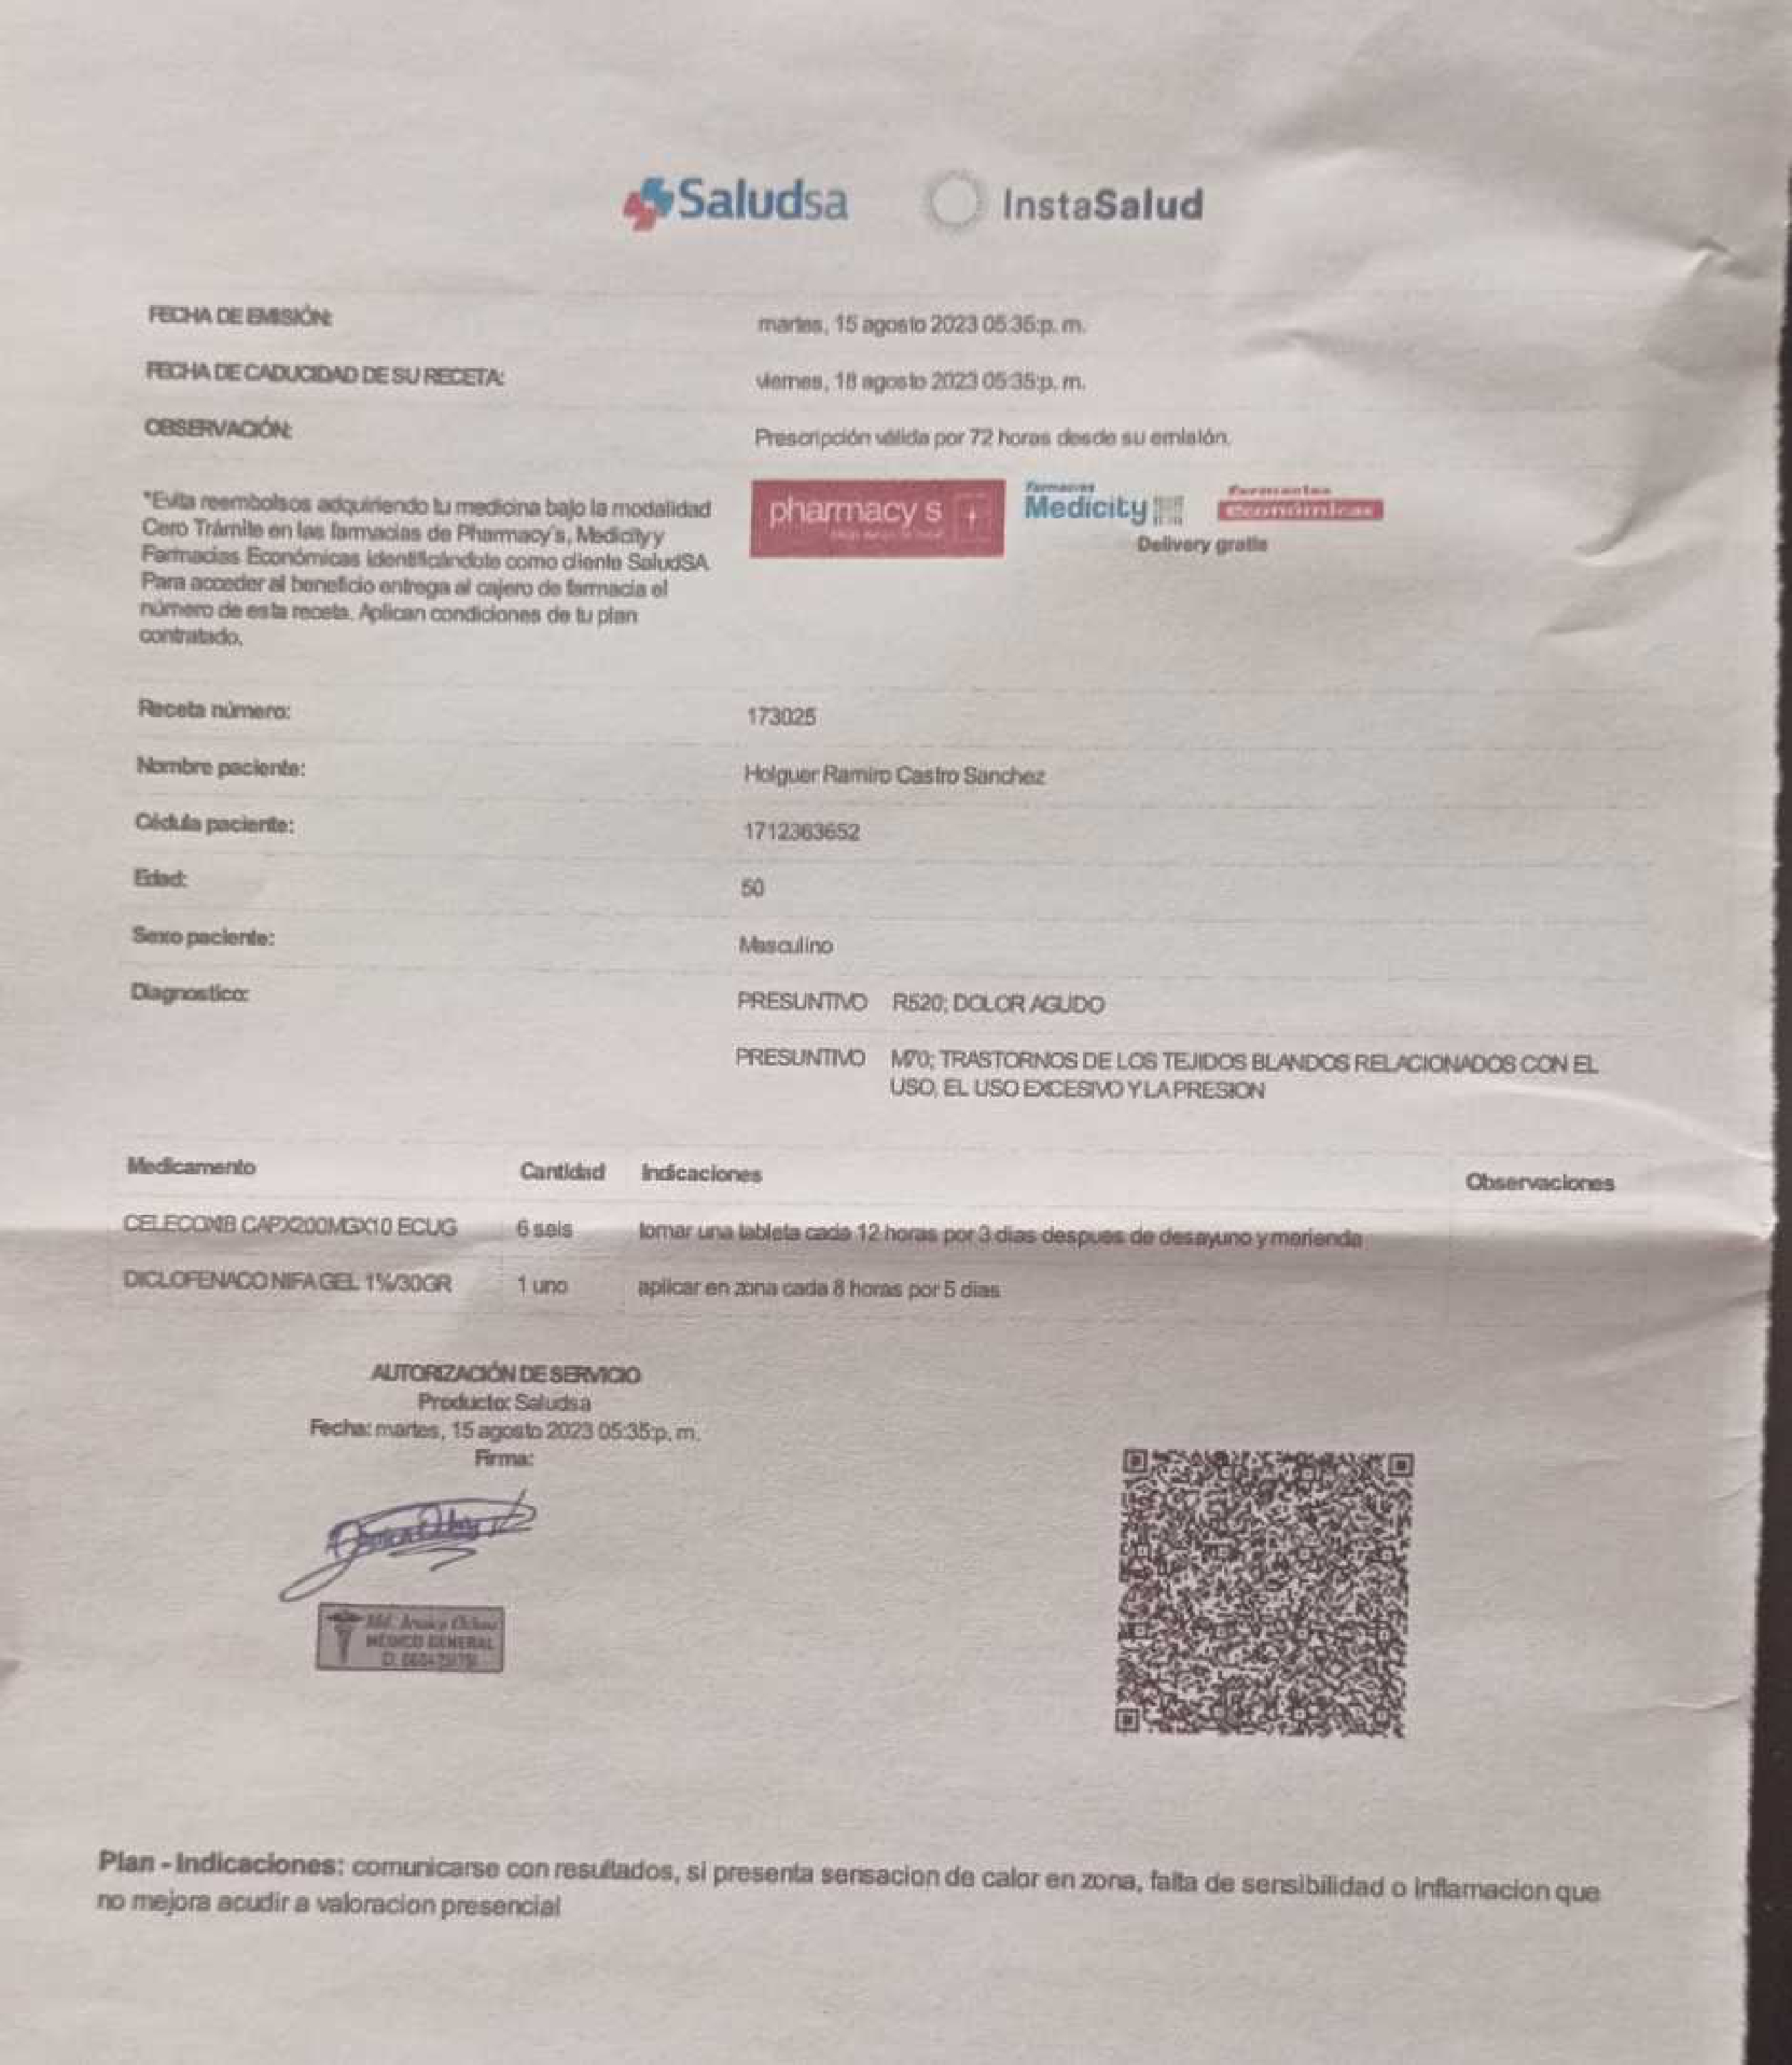 Saludsa InstaSalud
FECHA DE EMISIÓN: martes, 15 agosto 2023 05:35:p. m.
FECHA DE CADUCIDAD DE SU RECETA: viernes, 18 agosto 2023 05:35:p. m.
OBSERVACIÓN: Prescripción válida por 72 horas desde su emisión.
*Evita reembolsos adquiriendo tu medicina bajo la modalidad
Cero Trámite en las farmacias de Pharmacy's, Medicity y
Farmacias Económicas identificándote como cliente SaludSA
Para acceder al beneficio entrega al cajero de farmacia el
número de esta receta. Aplican condiciones de tu plan
contratado.
pharmacy's
Farmacias
Medicity
Farmacias
Económicas
Delivery gratis
Receta número: 173025
Nombre paciente: Holguer Ramiro Castro Sanchez
Cédula paciente: 1712363652
Edad: 50
Sexo paciente: Masculino
Diagnostico: PRESUNTIVO R520; DOLOR AGUDO
PRESUNTIVO M70; TRASTORNOS DE LOS TEJIDOS BLANDOS RELACIONADOS CON EL
USO, EL USO EXCESIVO Y LA PRESION
Medicamento Cantidad Indicaciones Observaciones
CELECOXIB CAPX200MGX10 ECUG 6 seis tomar una tableta cada 12 horas por 3 dias despues de desayuno y merienda
DICLOFENACO NIFA GEL 1%/30GR 1 uno aplicar en zona cada 8 horas por 5 dias
AUTORIZACIÓN DE SERVICIO
Producto: Saludsa
Fecha: martes, 15 agosto 2023 05:35:p. m.
Firma:
Md. Ochoa
MÉDICO GENERAL
Plan - Indicaciones: comunicarse con resultados, si presenta sensacion de calor en zona, falta de sensibilidad o inflamacion que
no mejora acudir a valoracion presencial